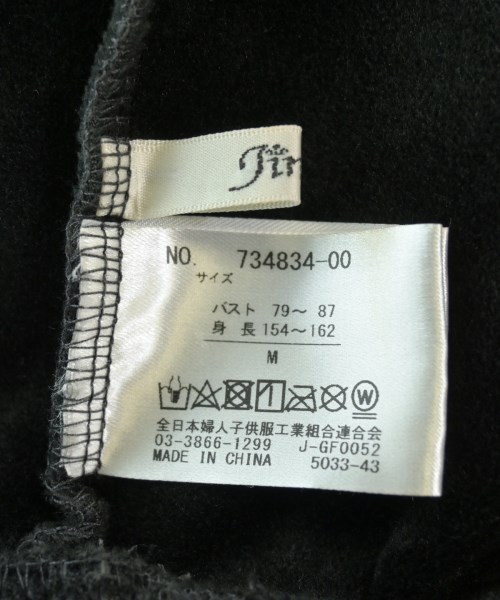 NO. 734834-00
サイズ
バスト 79～ 87
身 長 154～162
M
全日本婦人子供服工業組合連合会
03-3866-1299 J-GF0052
MADE IN CHINA 5033-43